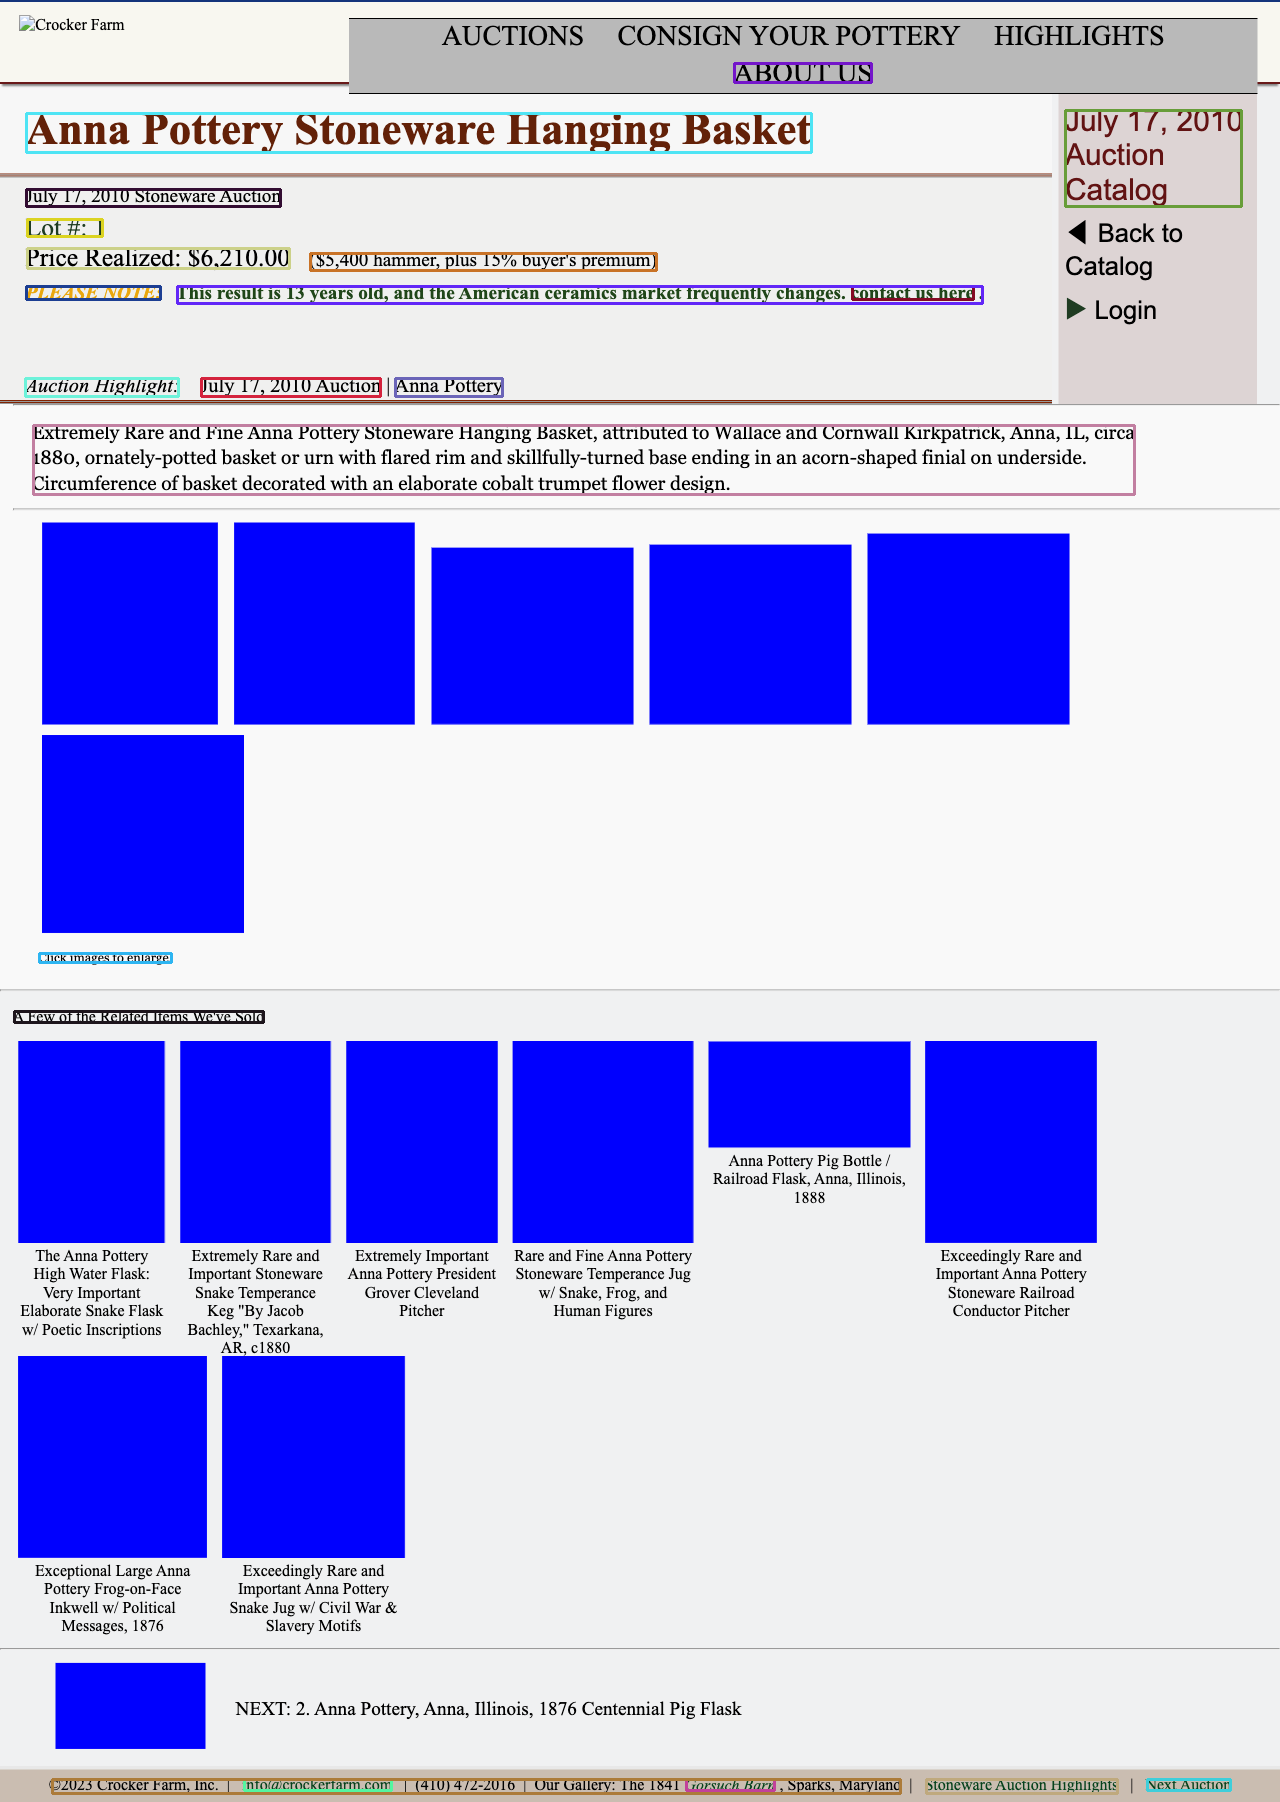 Crocker Farm
AUCTIONS CONSIGN YOUR POTTERY HIGHLIGHTS
ABOUT US
Anna Pottery Stoneware Hanging Basket
July 17, 2010 Stoneware Auction
Lot #: 1
Price Realized: $6,210.00 ($5,400 hammer, plus 15% buyer's premium)
PLEASE NOTE: This result is 13 years old, and the American ceramics market frequently changes. contact us here.
Auction Highlight: July 17, 2010 Auction | Anna Pottery
July 17, 2010
Auction
Catalog
Back to
Catalog
Login
Extremely Rare and Fine Anna Pottery Stoneware Hanging Basket, attributed to Wallace and Cornwall Kirkpatrick, Anna, IL, circa
1880, ornately-potted basket or urn with flared rim and skillfully-turned base ending in an acorn-shaped finial on underside.
Circumference of basket decorated with an elaborate cobalt trumpet flower design.
Click images to enlarge.
A Few of the Related Items We've Sold
The Anna Pottery
High Water Flask:
Very Important
Elaborate Snake Flask
w/ Poetic Inscriptions
Extremely Rare and
Important Stoneware
Snake Temperance
Keg "By Jacob
Bachley," Texarkana,
AR, c1880
Extremely Important
Anna Pottery President
Grover Cleveland
Pitcher
Rare and Fine Anna Pottery
Stoneware Temperance Jug
w/ Snake, Frog, and
Human Figures
Anna Pottery Pig Bottle /
Railroad Flask, Anna, Illinois,
1888
Exceedingly Rare and
Important Anna Pottery
Stoneware Railroad
Conductor Pitcher
Exceptional Large Anna
Pottery Frog-on-Face
Inkwell w/ Political
Messages, 1876
Exceedingly Rare and
Important Anna Pottery
Snake Jug w/ Civil War &
Slavery Motifs
NEXT: 2. Anna Pottery, Anna, Illinois, 1876 Centennial Pig Flask
©2023 Crocker Farm, Inc. | info@crockerfarm.com | (410) 472-2016 | Our Gallery: The 1841 Gorsuch Barn, Sparks, Maryland | Stoneware Auction Highlights | Next Auction